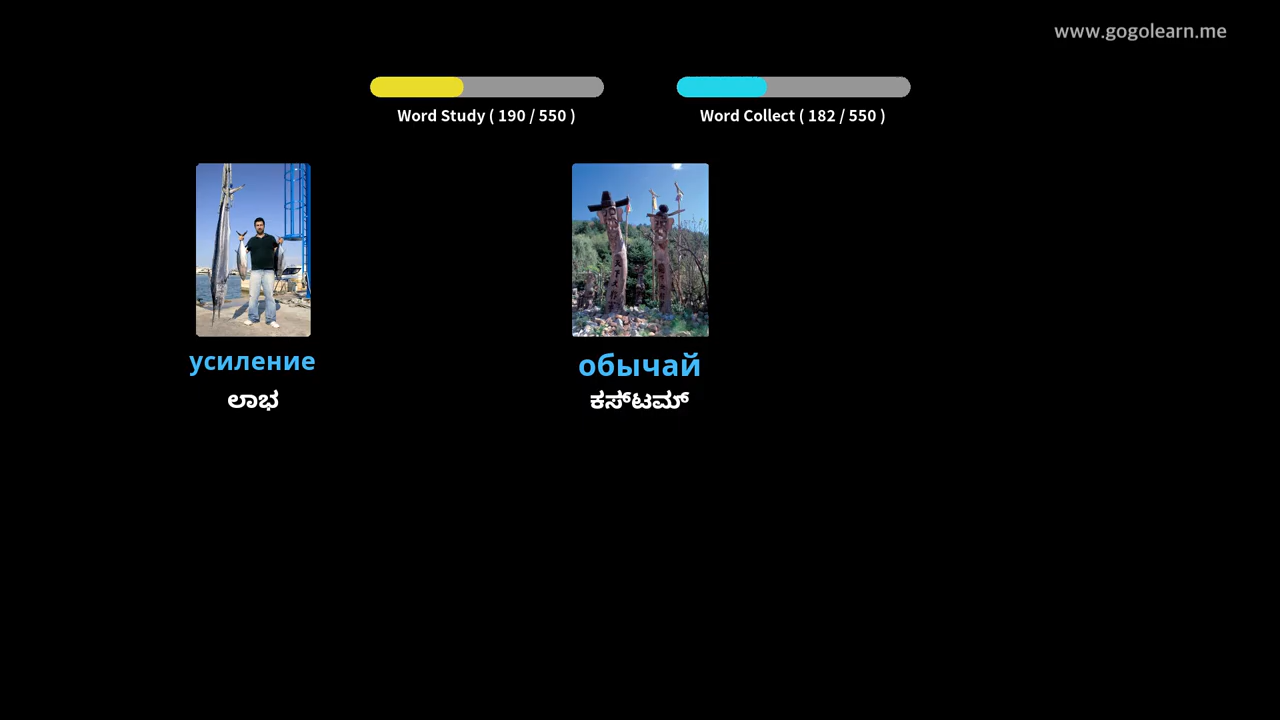 www.gogolearn.me
Word Study ( 190 / 550 )
Word Collect ( 182 / 550 )
усиление
обычай
ಲಾಭ
ಕಸ್ಟಮ್